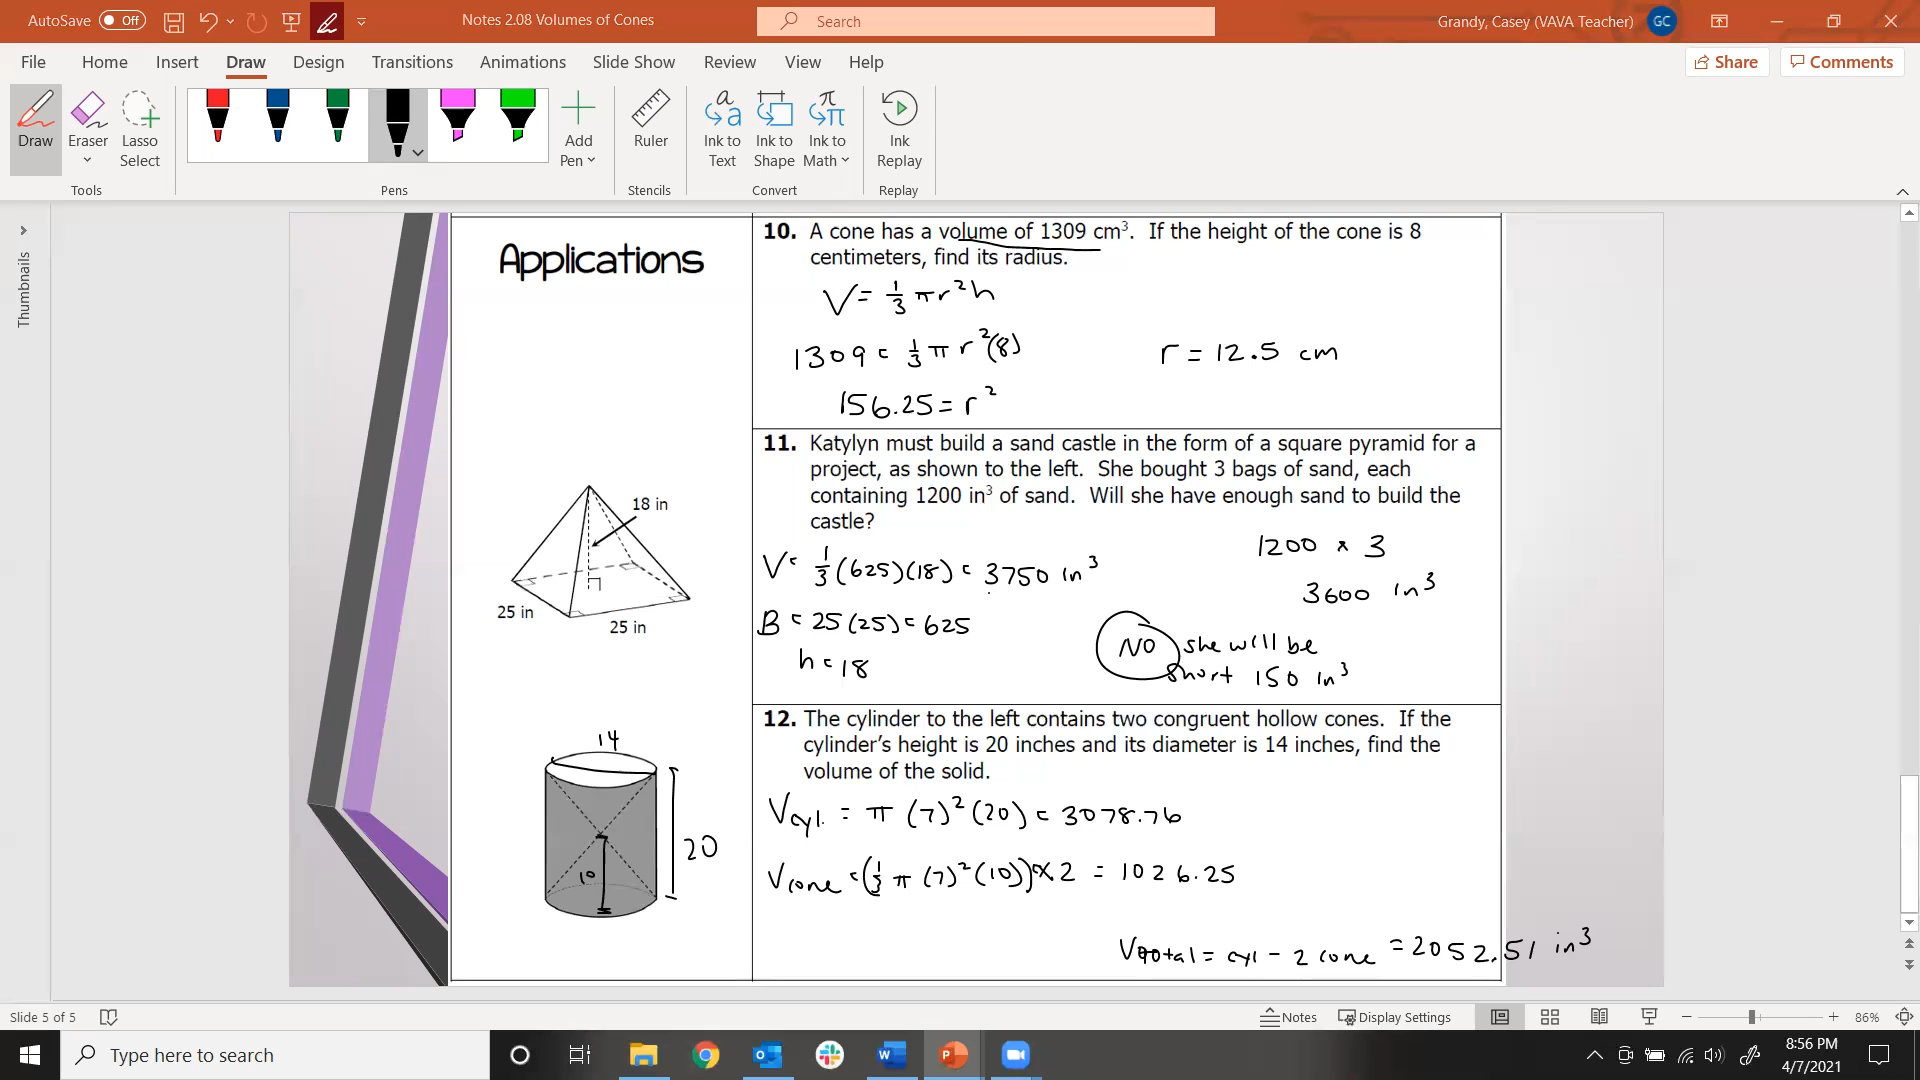 AutoSave Off
Notes 2.08 Volumes of Cones
Search
Grandy, Casey (VAVA Teacher) GC
File Home Insert Draw Design Transitions Animations Slide Show Review View Help
Share Comments
Draw
Eraser
Lasso Select
Add Pen
Ruler
Ink to Text
Ink to Shape
Ink to Math
Ink Replay
Tools Pens Stencils Convert Replay
Thumbnails
Applications
10. A cone has a volume of 1309 cm³. If the height of the cone is 8
centimeters, find its radius.
V = 1/3 πr²h
1309 = 1/3 π r²(8)
r = 12.5 cm
156.25 = r²
11. Katylyn must build a sand castle in the form of a square pyramid for a
project, as shown to the left. She bought 3 bags of sand, each
containing 1200 in³ of sand. Will she have enough sand to build the
castle?
18 in
25 in
25 in
V = 1/3 (625)(18) = 3750 in³
1200 × 3
3600 in³
B = 25(25) = 625
h = 18
NO she will be
short 150 in³
12. The cylinder to the left contains two congruent hollow cones. If the
cylinder's height is 20 inches and its diameter is 14 inches, find the
volume of the solid.
14
20
10
Vcyl. = π (7)² (20) = 3078.76
Vcone = (1/3 π (7)² (10)) × 2 = 1026.25
Vtotal = cyl - 2 cone = 2052.51 in³
Slide 5 of 5
Notes Display Settings
86%
Type here to search
8:56 PM
4/7/2021